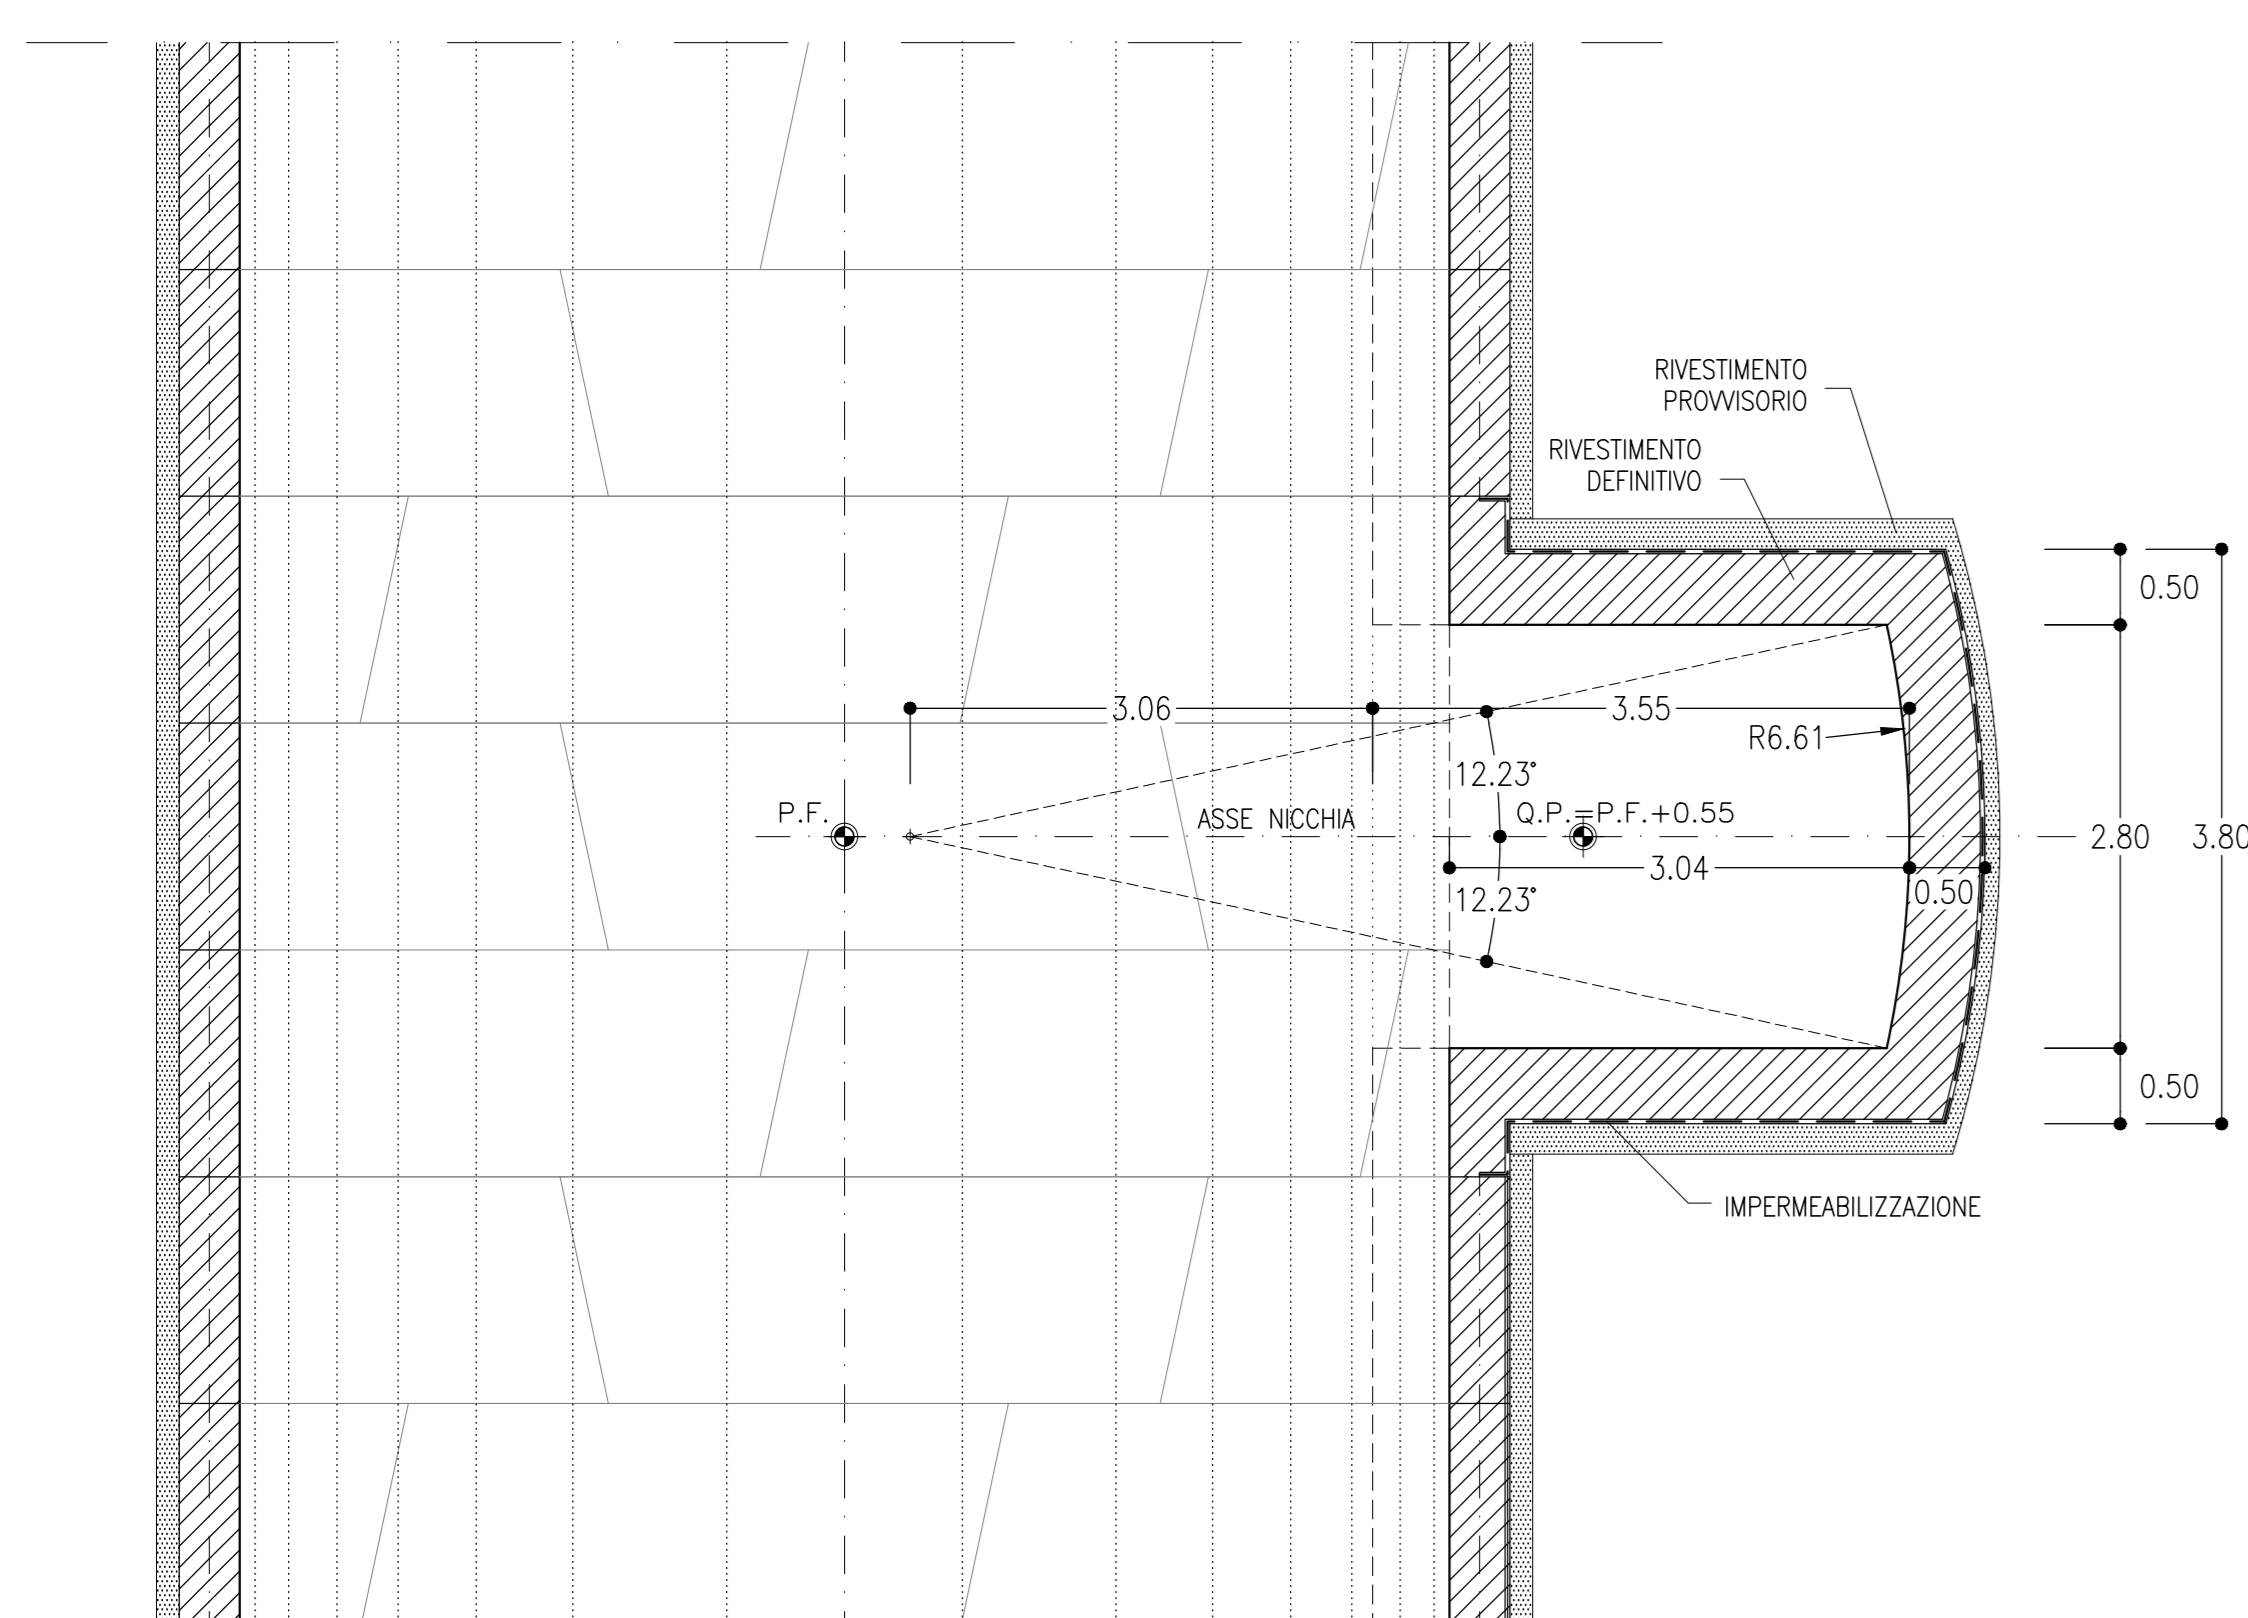 RIVESTIMENTO
PROVVISORIO
RIVESTIMENTO
DEFINITIVO
0.50
3.06
3.55
R6.61
12.23°
P.F.
ASSE NICCHIA
Q.P.=P.F.+0.55
2.80
3.80
3.04
0.50
12.23°
0.50
IMPERMEABILIZZAZIONE